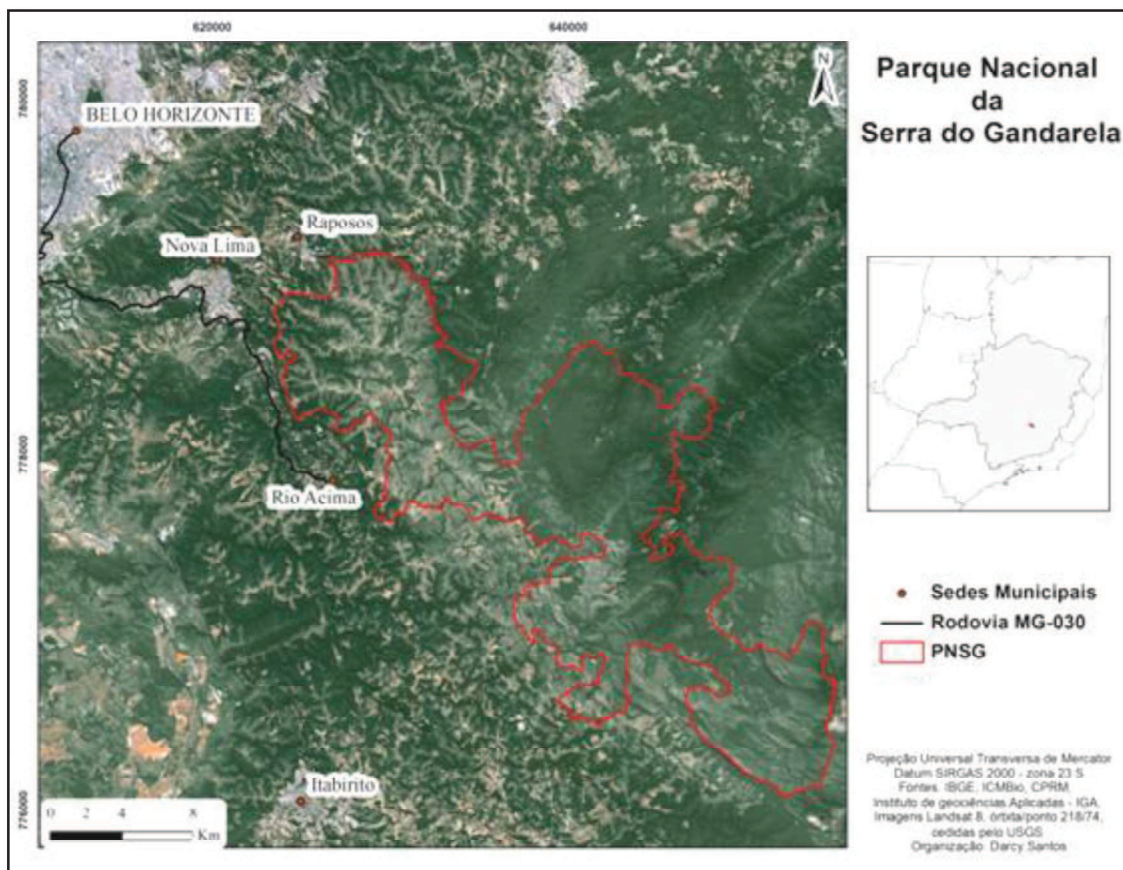 620000
640000
780000
778000
776000
N
BELO HORIZONTE
Raposos
Nova Lima
Rio Acima
Itabirito
0 2 4 8
Km
Parque Nacional
da
Serra do Gandarela
Sedes Municipais
Rodovia MG-030
PNSG
Projeção Universal Transversa de Mercator
Datum SIRGAS 2000 - zona 23 S
Fontes: IBGE, ICMBio, CPRM,
Instituto de geociências Aplicadas - IGA,
Imagens Landsat 8, órbita/ponto 218/74,
cedidas pelo USGS
Organização: Darcy Santos